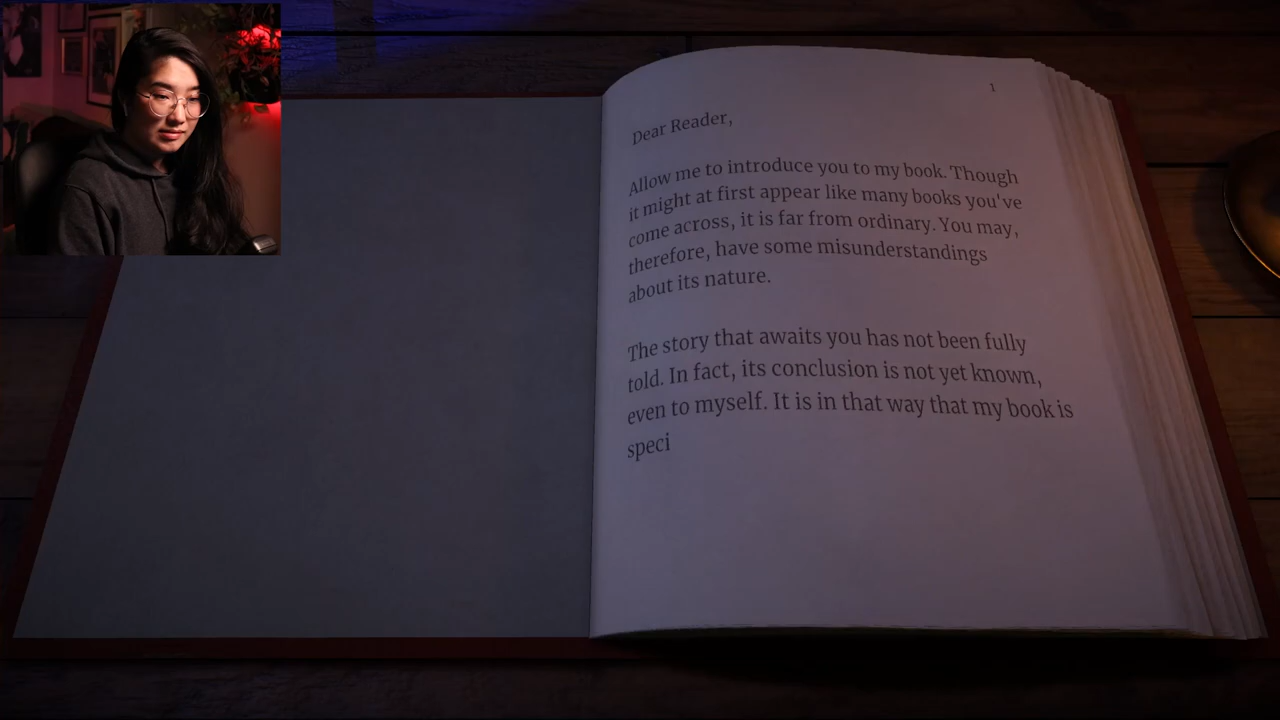 1
Dear Reader,
Allow me to introduce you to my book. Though
it might at first appear like many books you've
come across, it is far from ordinary. You may,
therefore, have some misunderstandings
about its nature.
The story that awaits you has not been fully
told. In fact, its conclusion is not yet known,
even to myself. It is in that way that my book is
speci